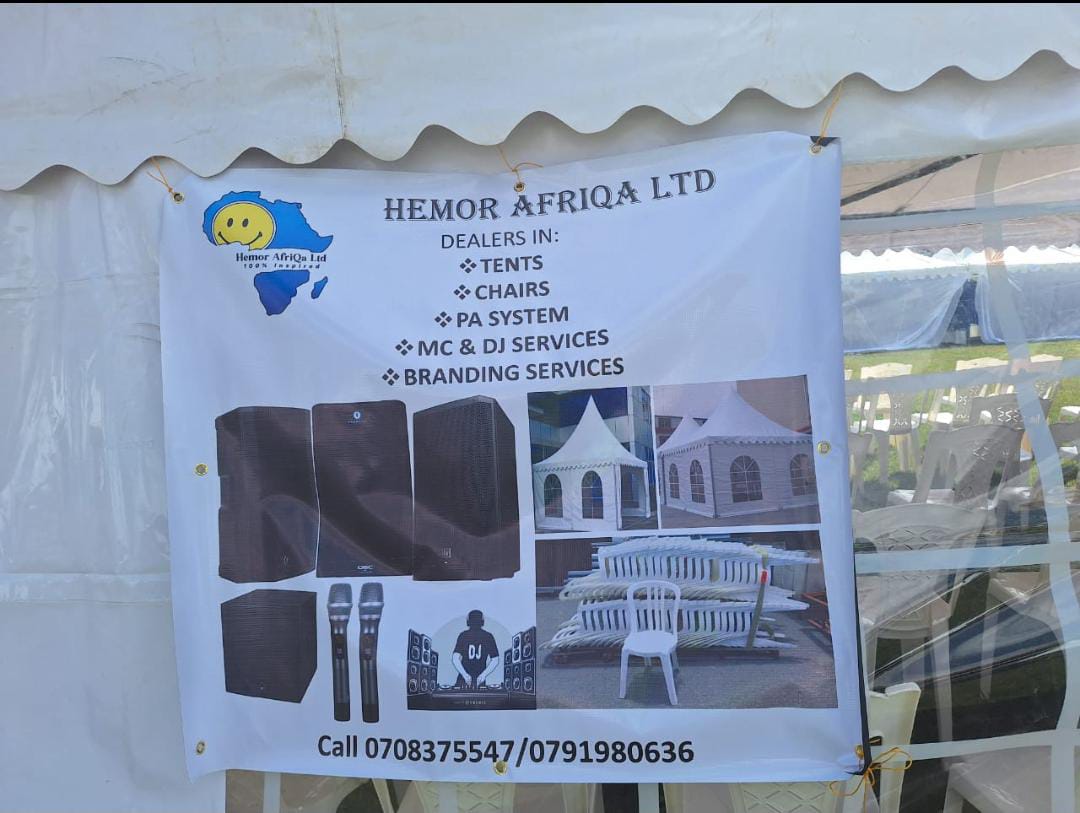 HEMOR AFRIQA LTD
Hemor AfriQa Ltd
100% Inspired
DEALERS IN:
❖TENTS
❖CHAIRS
❖PA SYSTEM
❖MC & DJ SERVICES
❖BRANDING SERVICES
QSC
DJ
Call 0708375547/0791980636